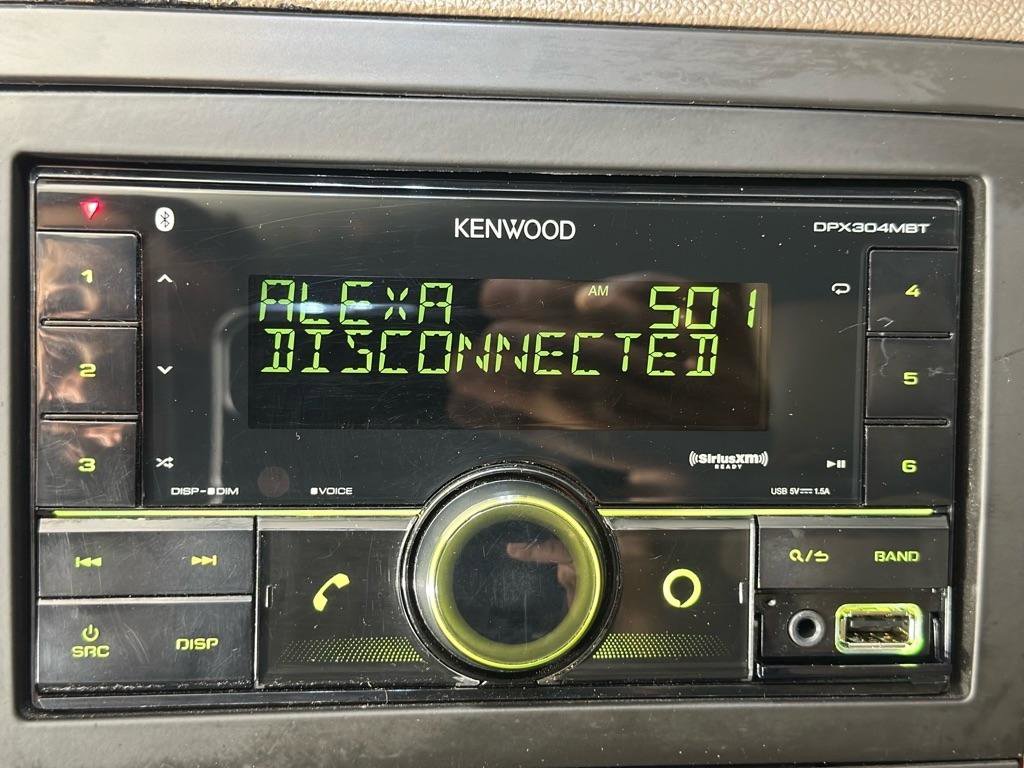 KENWOOD
DPX304MBT
1
2
3
ALEXA AM 501
DISCONNECTED
4
5
6
((SiriusXM))
READY
DISP-DIM
VOICE
USB 5V 1.5A
SRC
DISP
BAND